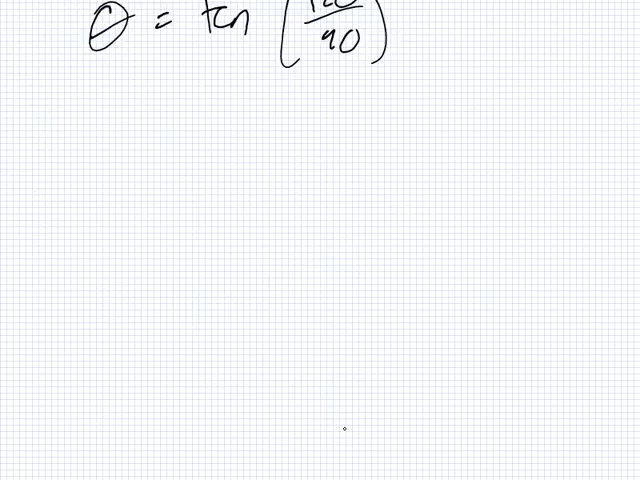 θ = tan ( /90)